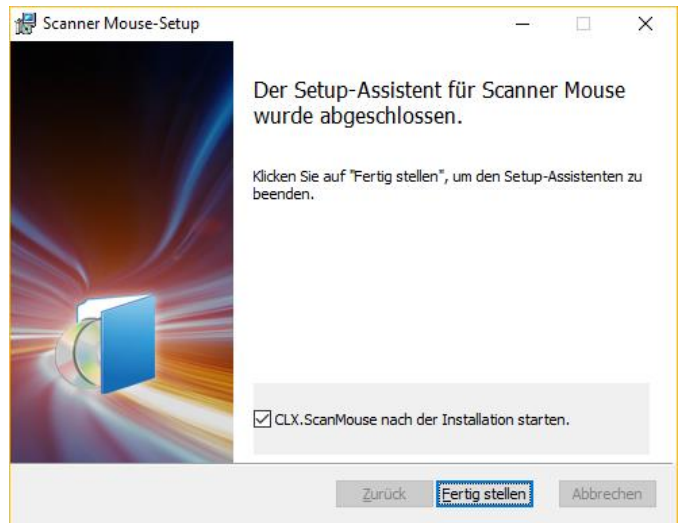 Scanner Mouse-Setup
Der Setup-Assistent für Scanner Mouse
wurde abgeschlossen.
Klicken Sie auf "Fertig stellen", um den Setup-Assistenten zu
beenden.
CLX.ScanMouse nach der Installation starten.
Zurück Fertig stellen Abbrechen